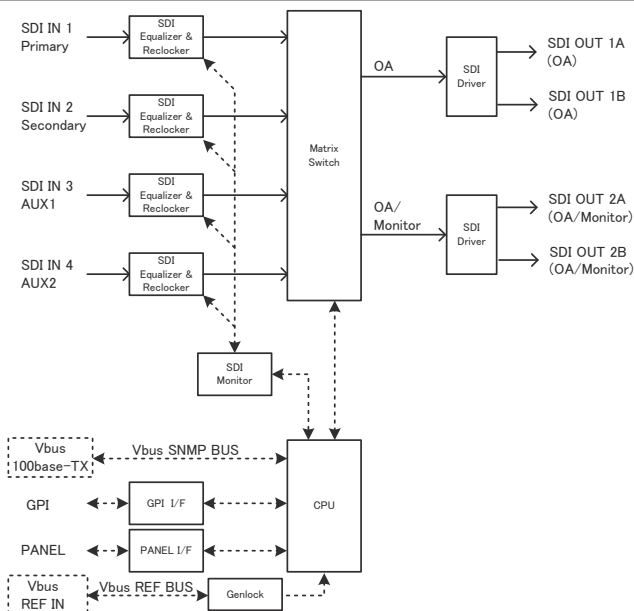 SDI IN 1
Primary
SDI
Equalizer
& Reclocker
SDI IN 2
Secondary
SDI
Equalizer
& Reclocker
SDI IN 3
AUX1
SDI
Equalizer
& Reclocker
SDI IN 4
AUX2
SDI
Equalizer
& Reclocker
Matrix
Switch
OA
SDI
Driver
SDI OUT 1A
(OA)
SDI OUT 1B
(OA)
OA/
Monitor
SDI
Driver
SDI OUT 2A
(OA/Monitor)
SDI OUT 2B
(OA/Monitor)
SDI
Monitor
Vbus
100base-TX
Vbus SNMP BUS
GPI
GPI I/F
CPU
PANEL
PANEL I/F
Vbus
REF IN
Vbus REF BUS
Genlock